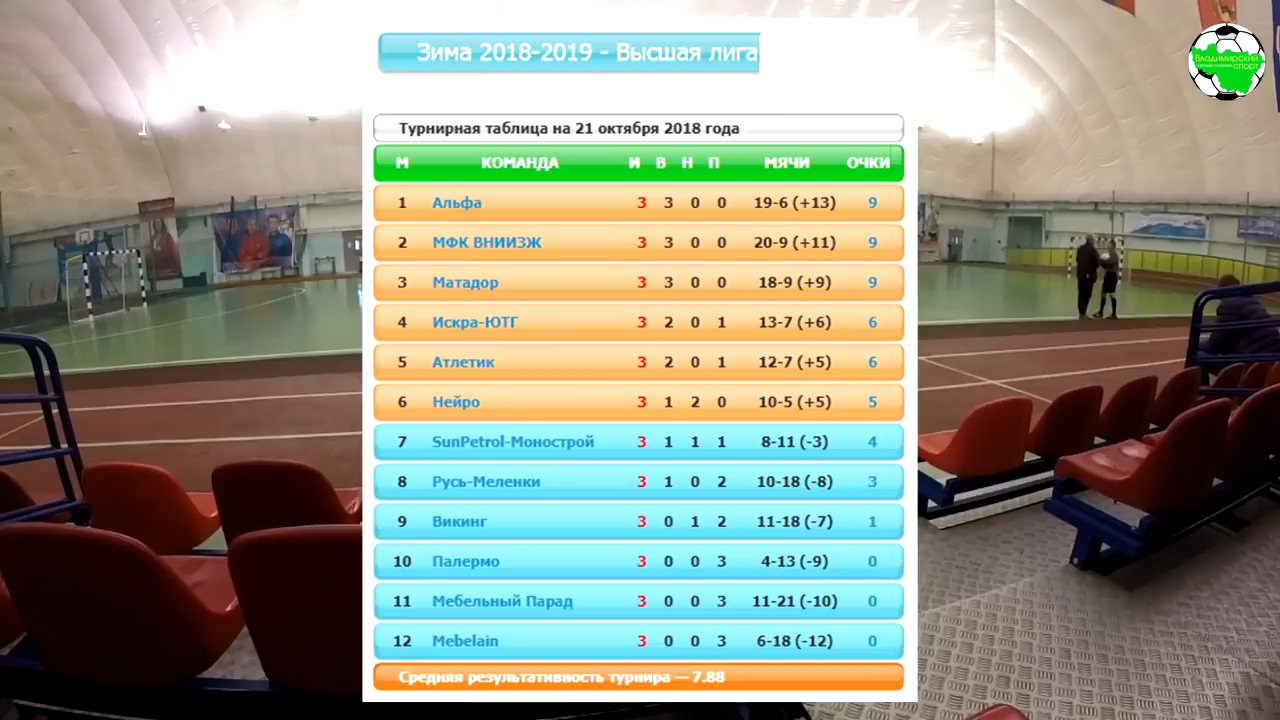 Зима 2018-2019 - Высшая лига
Владимирский
спорт
Турнирная таблица на 21 октября 2018 года
М КОМАНДА И В Н П МЯЧИ ОЧКИ
1 Альфа 3 3 0 0 19-6 (+13) 9
2 МФК ВНИИЗЖ 3 3 0 0 20-9 (+11) 9
3 Матадор 3 3 0 0 18-9 (+9) 9
4 Искра-ЮТГ 3 2 0 1 13-7 (+6) 6
5 Атлетик 3 2 0 1 12-7 (+5) 6
6 Нейро 3 1 2 0 10-5 (+5) 5
7 SunPetrol-Монострой 3 1 1 1 8-11 (-3) 4
8 Русь-Меленки 3 1 0 2 10-18 (-8) 3
9 Викинг 3 0 1 2 11-18 (-7) 1
10 Палермо 3 0 0 3 4-13 (-9) 0
11 Мебельный Парад 3 0 0 3 11-21 (-10) 0
12 Mebelain 3 0 0 3 6-18 (-12) 0
Средняя результативность турнира — 7.88